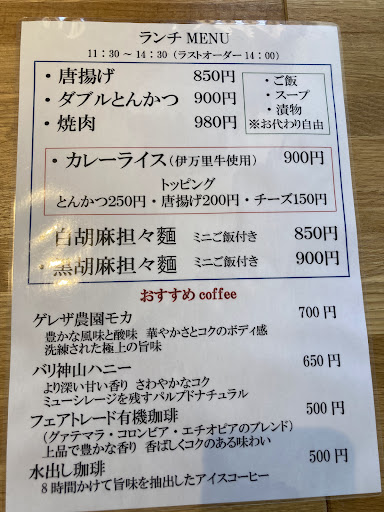 ランチ MENU
11：30 ～ 14：30（ラストオーダー 14：00）
・唐揚げ 850円
・ダブルとんかつ 900円
・焼肉 980円
・ご飯
・スープ
・漬物
※お代わり自由
・カレーライス（伊万里牛使用） 900円
トッピング
とんかつ250円・唐揚げ200円・チーズ150円
白胡麻担々麺 ミニご飯付き 850円
・黒胡麻担々麺 ミニご飯付き 900円
おすすめ coffee
ゲレザ農園モカ 700 円
豊かな風味と酸味 華やかさとコクのボディ感
洗練された極上の旨味
バリ神山ハニー 650 円
より深い甘い香り さわやかなコク
ミューシレージを残すパルプドナチュラル
フェアトレード有機珈琲 500 円
（グァテマラ・コロンビア・エチオピアのブレンド）
上品で豊かな香り 香ばしくコクのある味わい
水出し珈琲 500 円
8 時間かけて旨味を抽出したアイスコーヒー